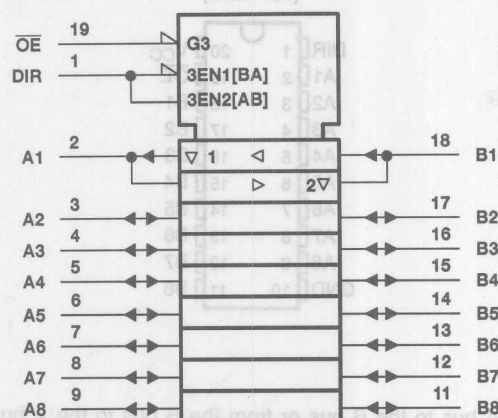 OE 19 G3
DIR 1 3EN1[BA]
3EN2[AB]
A1 2 1 18 B1
2
A2 3 17 B2
A3 4 16 B3
A4 5 15 B4
A5 6 14 B5
A6 7 13 B6
A7 8 12 B7
A8 9 11 B8